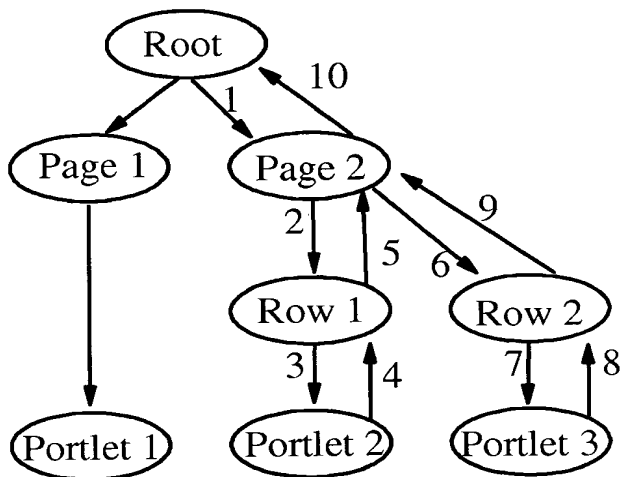 Root
10
1
Page 1
Page 2
2
5
6
9
Row 1
Row 2
3
4
7
8
Portlet 1
Portlet 2
Portlet 3